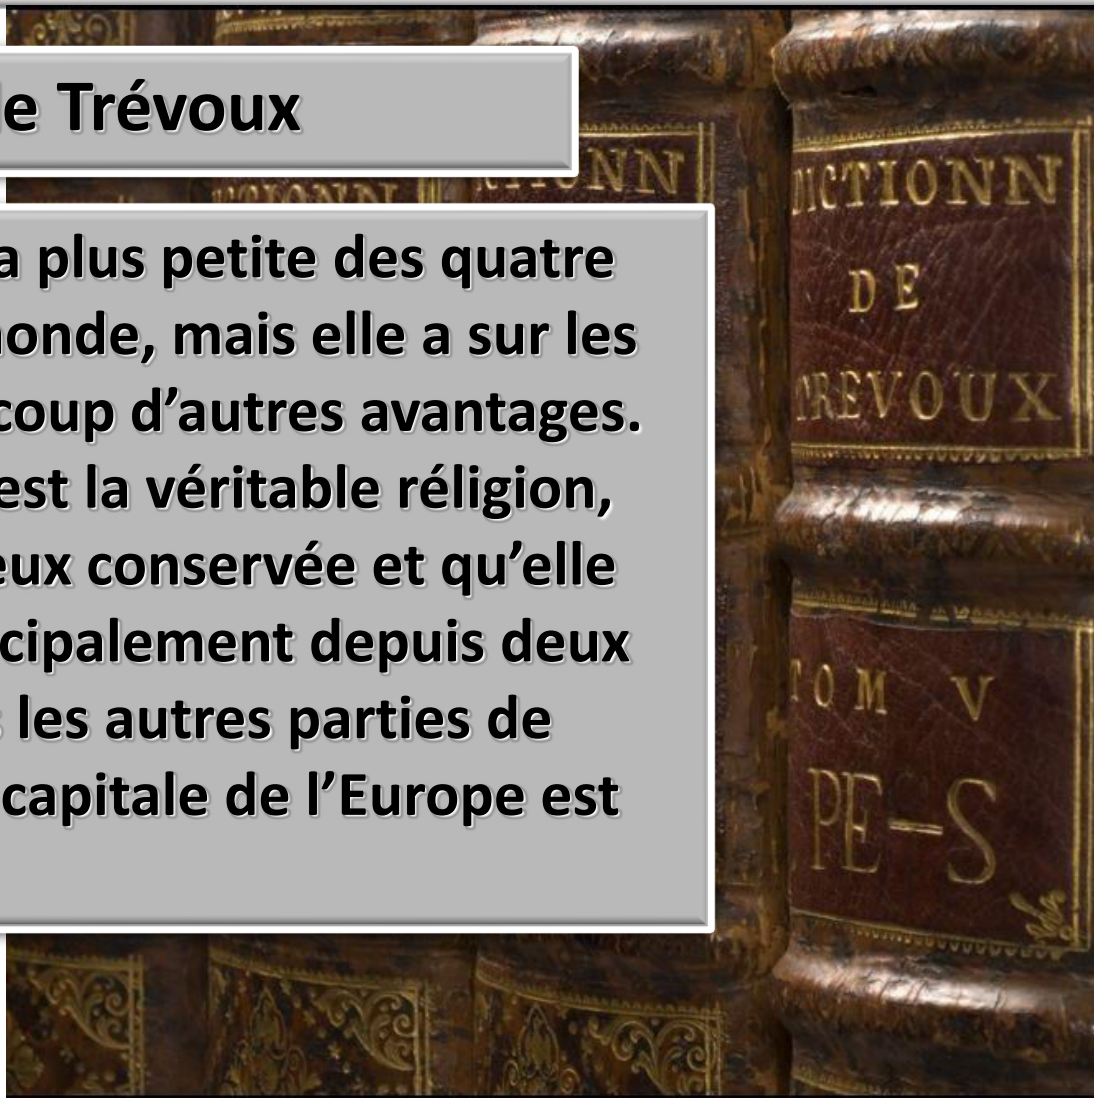 le Trévoux
a plus petite des quatre
onde, mais elle a sur les
coup d’autres avantages.
est la véritable réligion,
eux conservée et qu’elle
cipalement depuis deux
les autres parties de
capitale de l’Europe est
DICTIONN
DE
TREVOUX
TOM V
PE—S